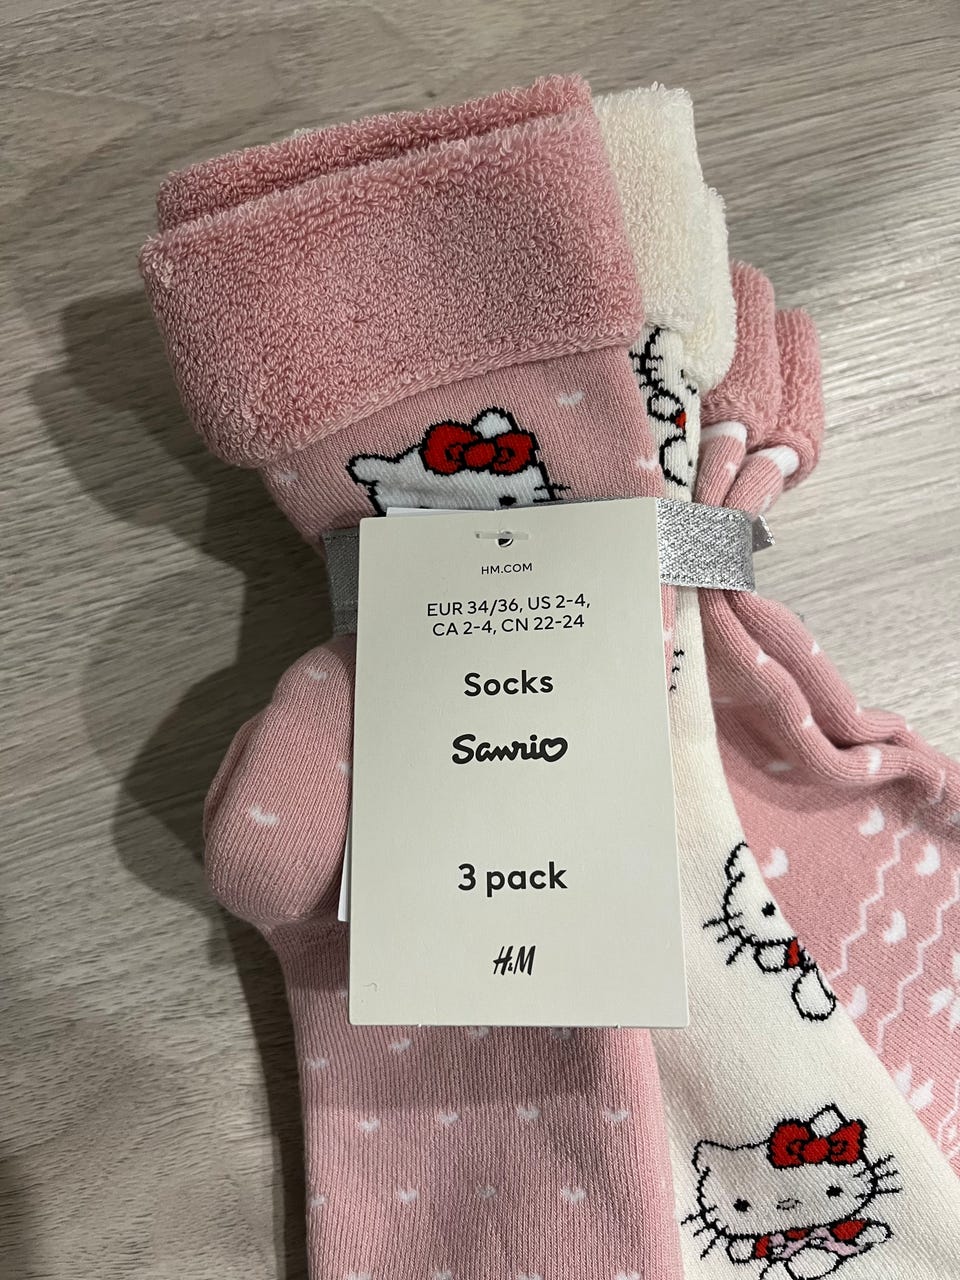 HM.COM
EUR 34/36, US 2-4,
CA 2-4, CN 22-24
Socks
Sanrio
3 pack
H&M